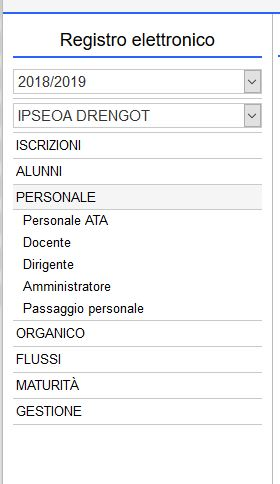 Registro elettronico
2018/2019
IPSEOA DRENGOT
ISCRIZIONI
ALUNNI
PERSONALE
Personale ATA
Docente
Dirigente
Amministratore
Passaggio personale
ORGANICO
FLUSSI
MATURITÀ
GESTIONE